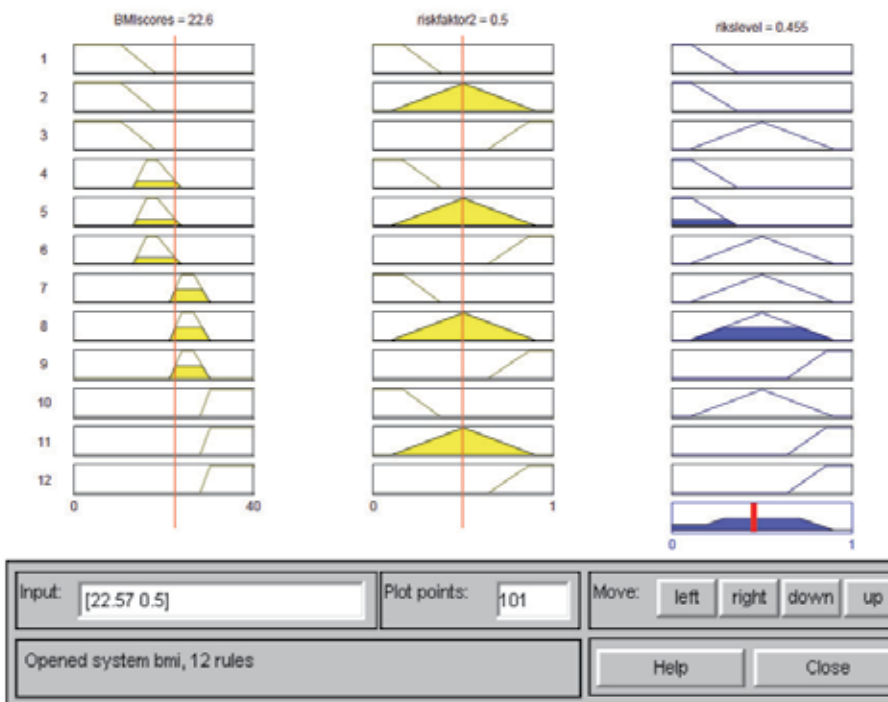 BMIscores = 22.6
riskfaktor2 = 0.5
rikslevel = 0.455
1
2
3
4
5
6
7
8
9
10
11
12
0 40
0 1
0 1
Input: [22.57 0.5]
Plot points: 101
Move: left right down up
Opened system bmi, 12 rules
Help Close